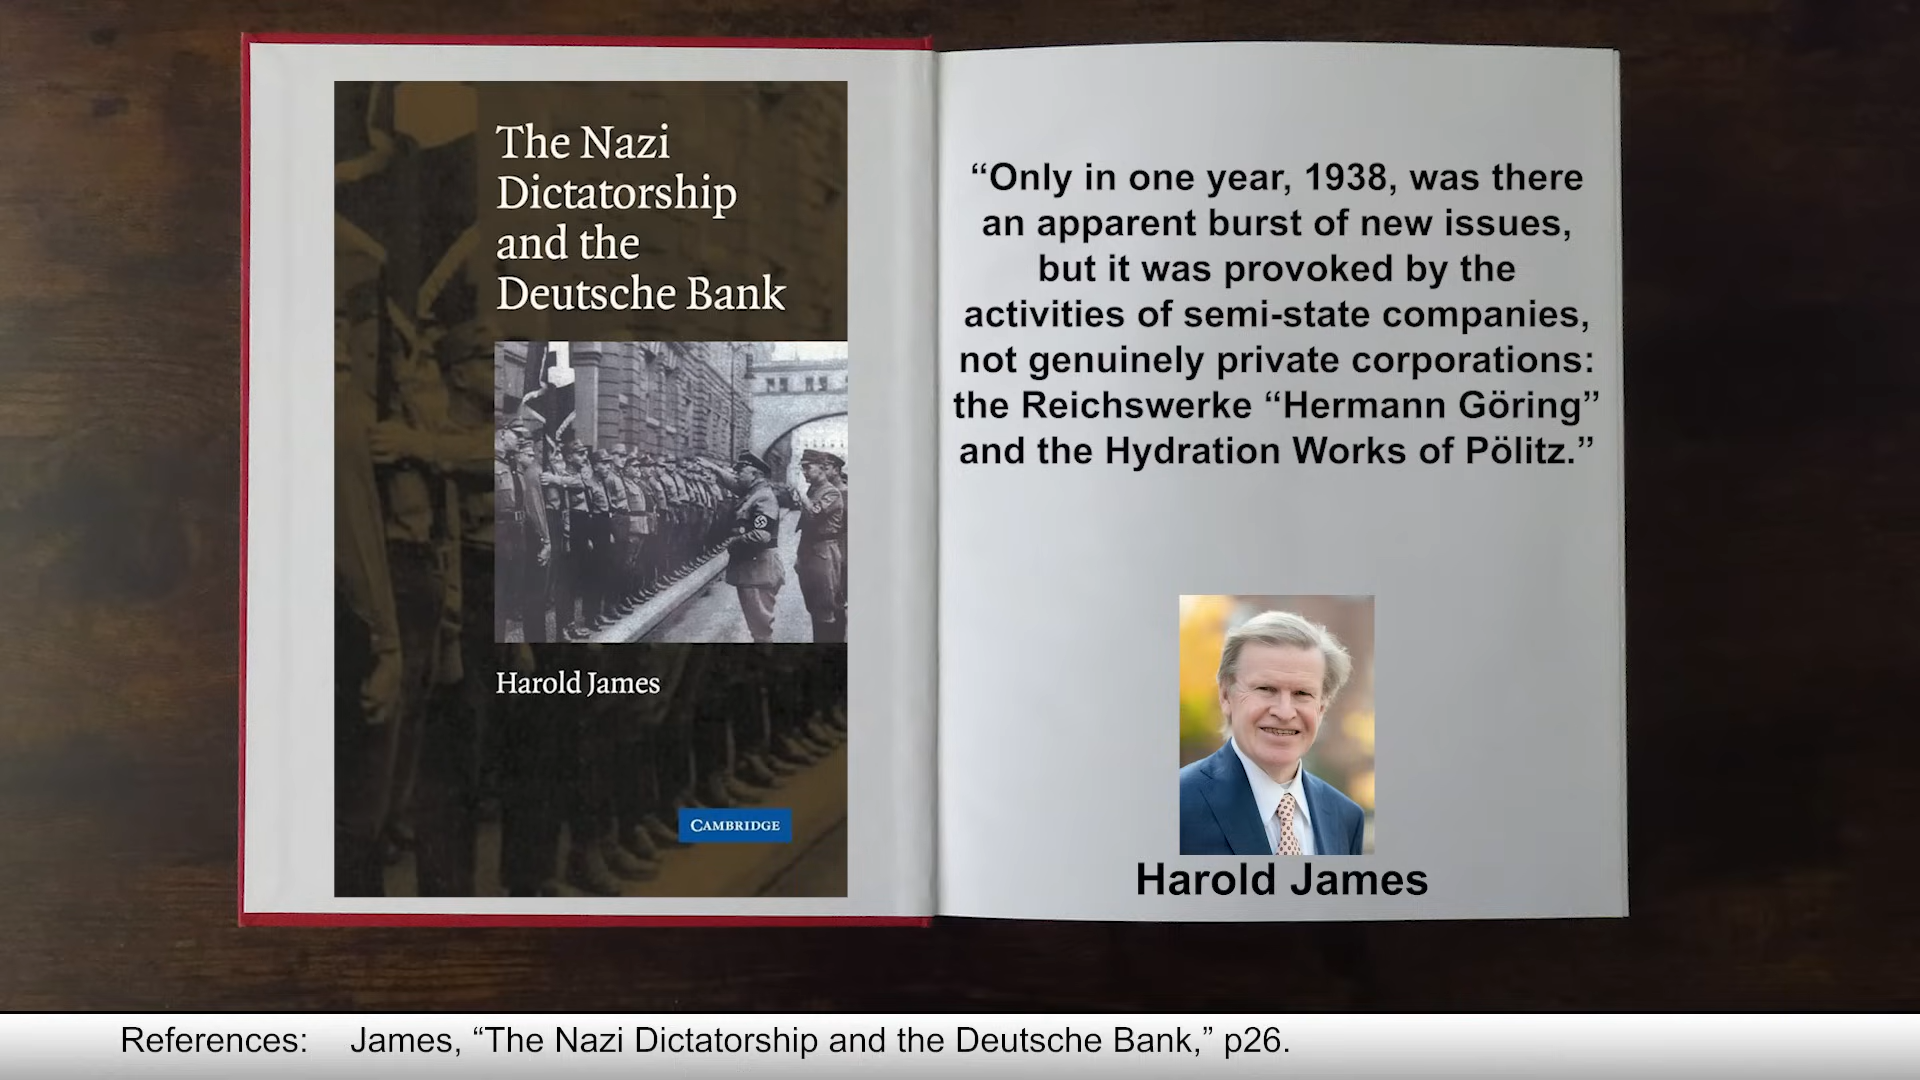 The Nazi
Dictatorship
and the
Deutsche Bank
Harold James
CAMBRIDGE
“Only in one year, 1938, was there
an apparent burst of new issues,
but it was provoked by the
activities of semi-state companies,
not genuinely private corporations:
the Reichswerke “Hermann Göring”
and the Hydration Works of Pölitz.”
Harold James
References: James, “The Nazi Dictatorship and the Deutsche Bank,” p26.